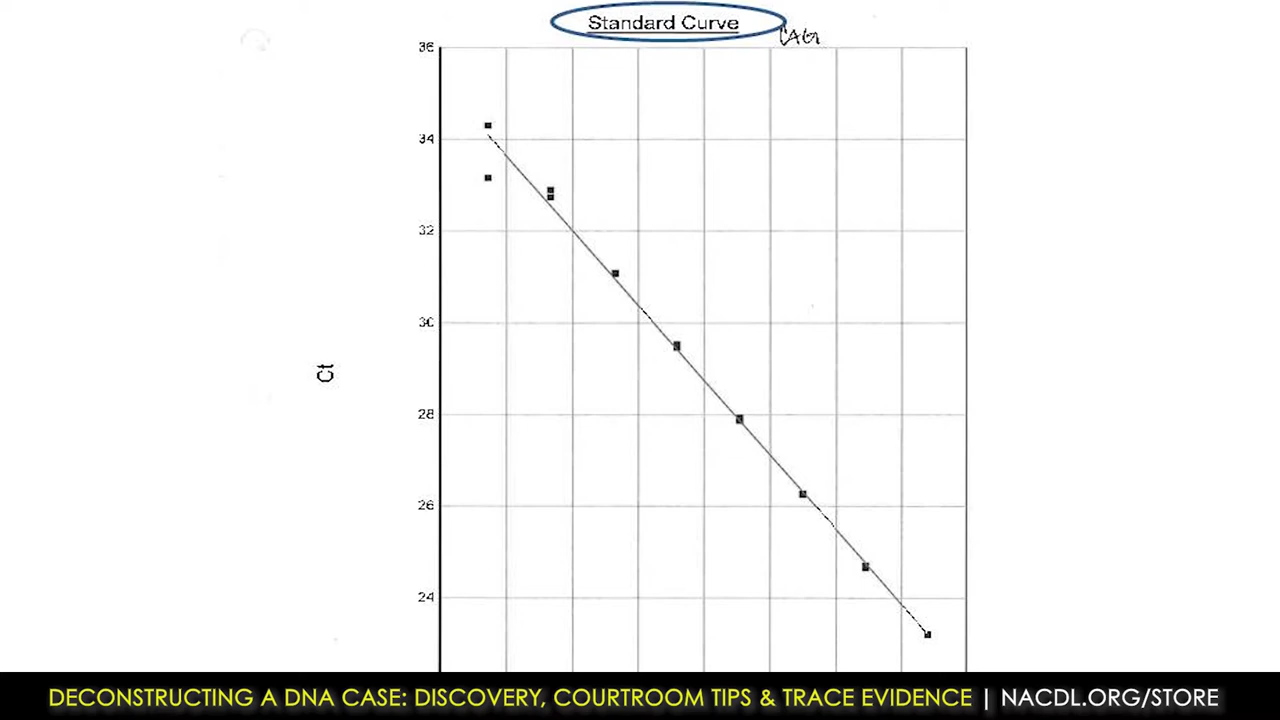 Standard Curve
CAG
36
34
32
30
28
26
24
Ct
DECONSTRUCTING A DNA CASE: DISCOVERY, COURTROOM TIPS & TRACE EVIDENCE | NACDL.ORG/STORE